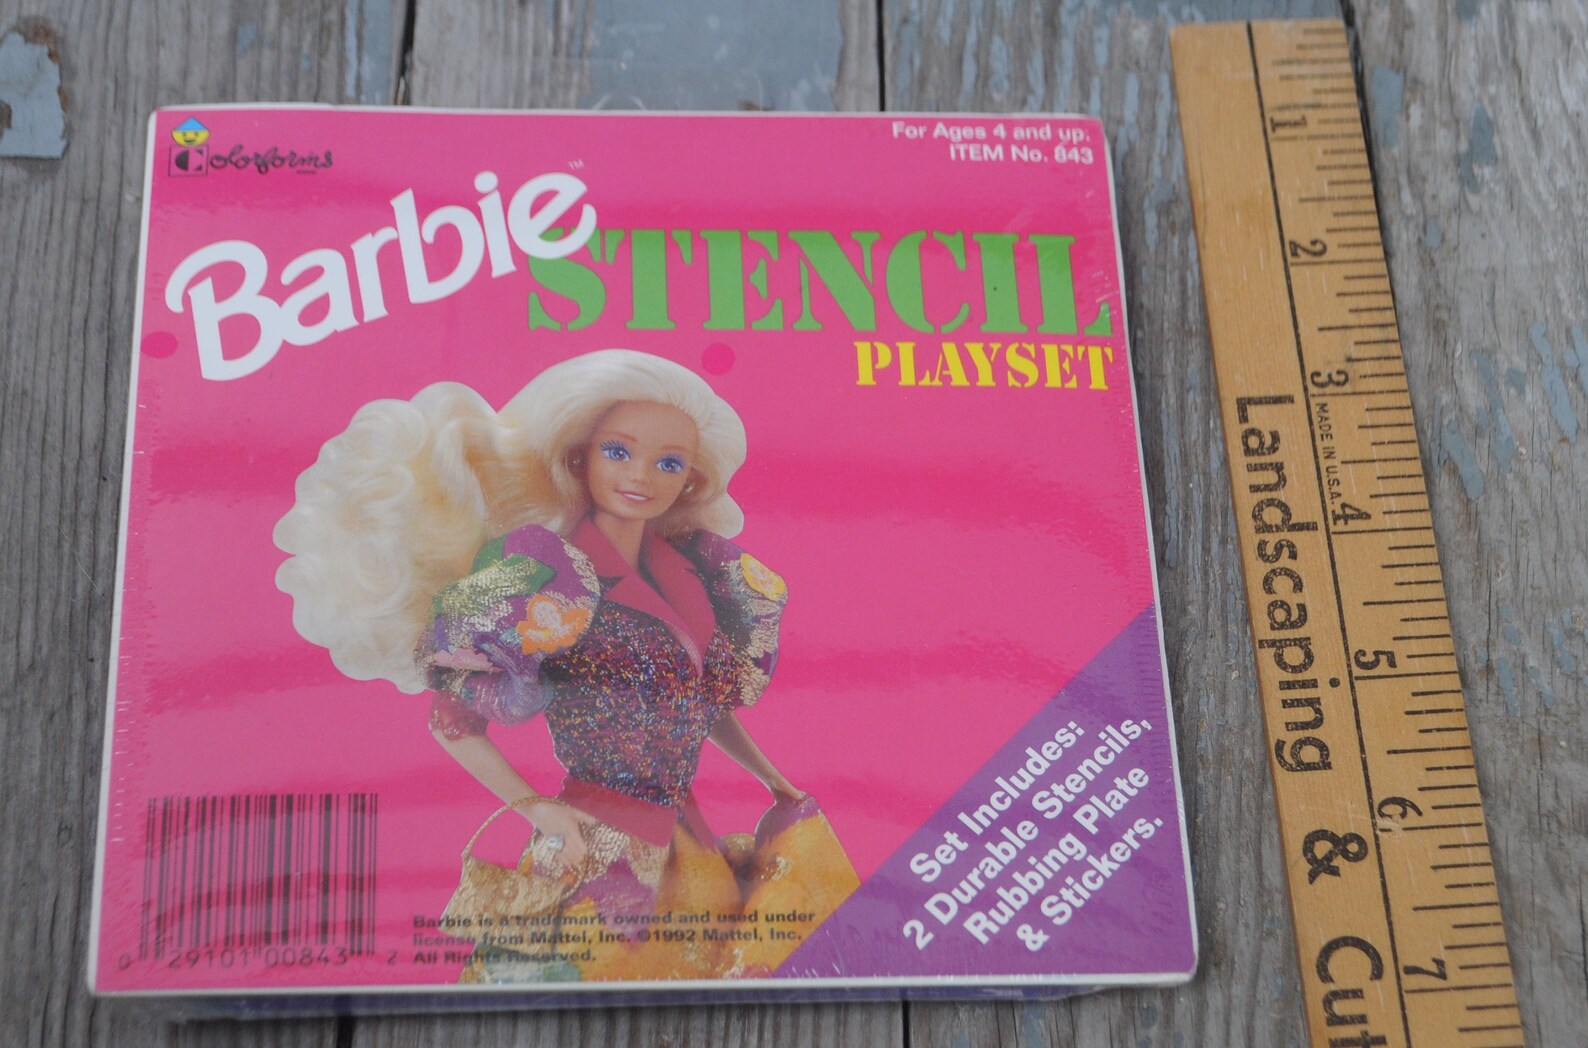 Colorforms
For Ages 4 and up.
ITEM No. 843
Barbie™
STENCIL
PLAYSET
Set Includes:
2 Durable Stencils,
Rubbing Plate
& Stickers.
Barbie is a trademark owned and used under
license from Mattel, Inc. ©1992 Mattel, Inc.
All Rights Reserved.
0 29101 00843 2
1
2
3
MADE IN U.S.A.
4
5
6
7
Landscaping & Cut